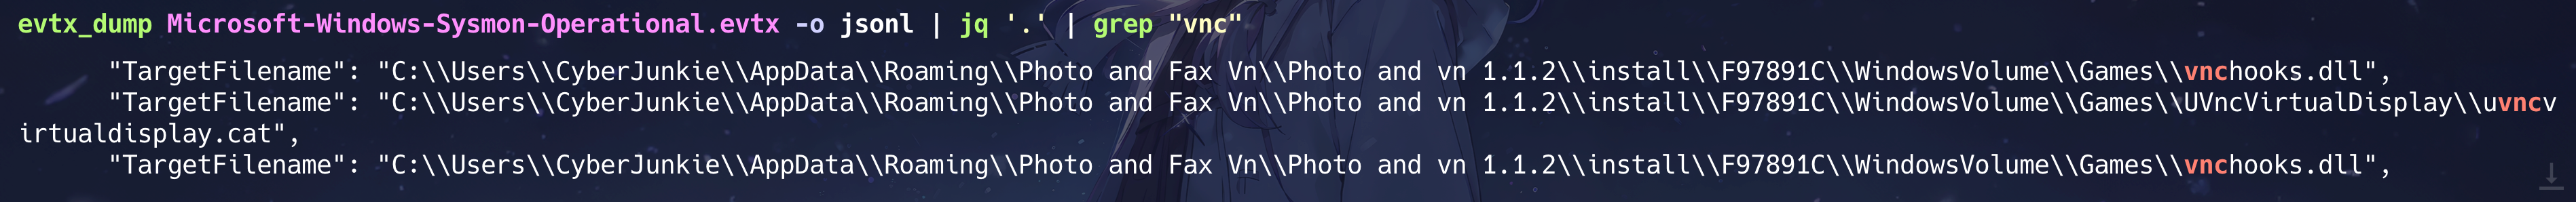 evtx_dump Microsoft-Windows-Sysmon-Operational.evtx -o jsonl | jq '.' | grep "vnc"
"TargetFilename": "C:\\Users\\CyberJunkie\\AppData\\Roaming\\Photo and Fax Vn\\Photo and vn 1.1.2\\install\\F97891C\\WindowsVolume\\Games\\vnchooks.dll",
"TargetFilename": "C:\\Users\\CyberJunkie\\AppData\\Roaming\\Photo and Fax Vn\\Photo and vn 1.1.2\\install\\F97891C\\WindowsVolume\\Games\\UVncVirtualDisplay\\uvncv
irtualdisplay.cat",
"TargetFilename": "C:\\Users\\CyberJunkie\\AppData\\Roaming\\Photo and Fax Vn\\Photo and vn 1.1.2\\install\\F97891C\\WindowsVolume\\Games\\vnchooks.dll",